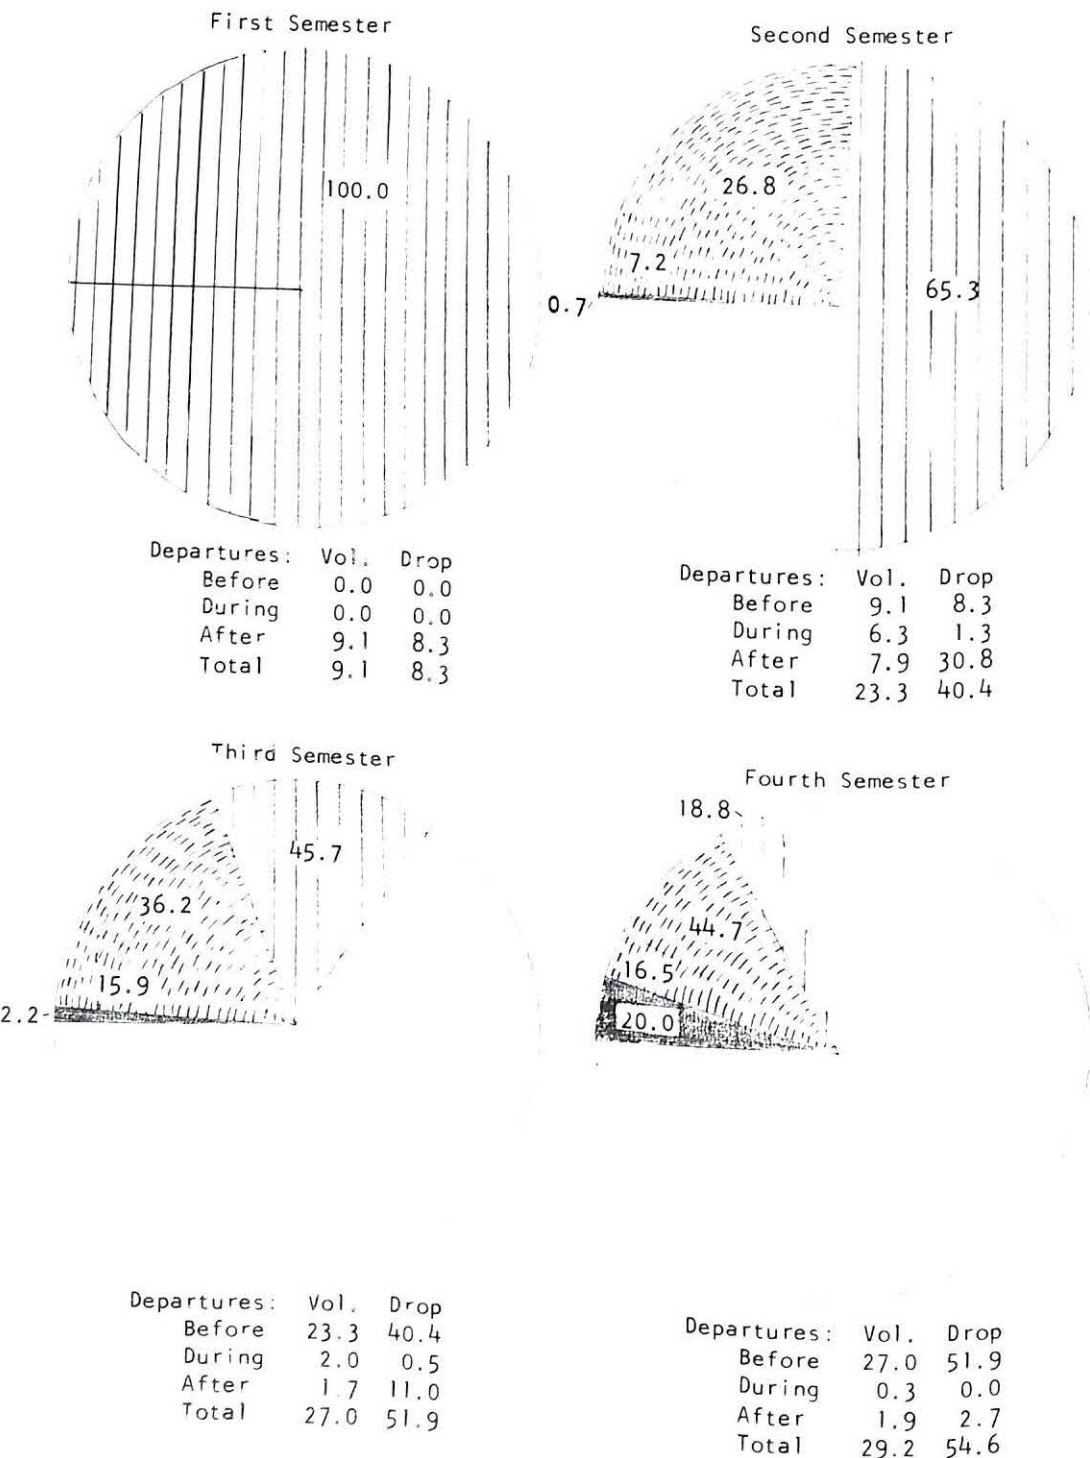 First Semester
100.0
Departures: Vol. Drop
Before 0.0 0.0
During 0.0 0.0
After 9.1 8.3
Total 9.1 8.3
Second Semester
26.8
7.2
0.7
65.3
Departures: Vol. Drop
Before 9.1 8.3
During 6.3 1.3
After 7.9 30.8
Total 23.3 40.4
Third Semester
45.7
36.2
15.9
2.2
Departures: Vol. Drop
Before 23.3 40.4
During 2.0 0.5
After 1.7 11.0
Total 27.0 51.9
Fourth Semester
18.8
44.7
16.5
20.0
Departures: Vol. Drop
Before 27.0 51.9
During 0.3 0.0
After 1.9 2.7
Total 29.2 54.6